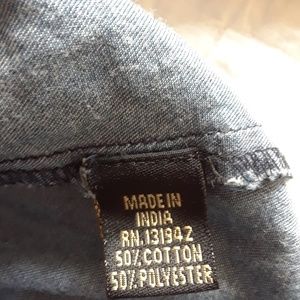 MADE IN
INDIA
RN.131942
50% COTTON
50% POLYESTER